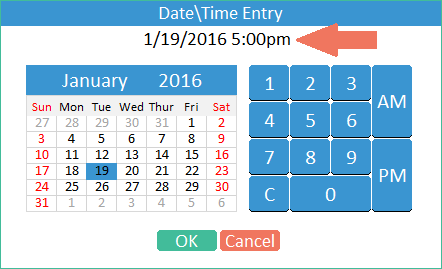 Date\Time Entry
1/19/2016 5:00pm
January 2016
Sun Mon Tue Wed Thur Fri Sat
27 28 29 30 31 1 2
3 4 5 6 7 8 9
10 11 12 13 14 15 16
17 18 19 20 21 22 23
24 25 26 27 28 29 30
31 1 2 3 4 5 6
1 2 3 AM
4 5 6
7 8 9 PM
C 0
OK Cancel